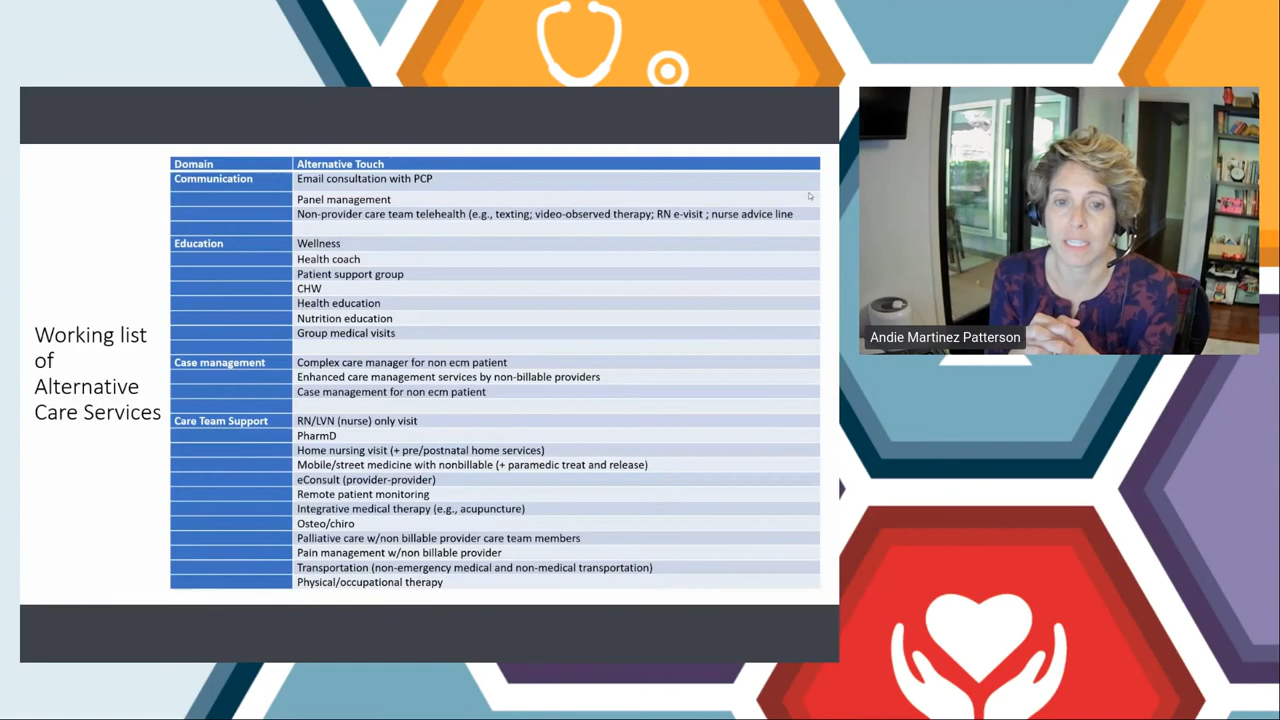 Working list
of
Alternative
Care Services
Domain Alternative Touch
Communication Email consultation with PCP
Panel management
Non-provider care team telehealth (e.g., texting; video-observed therapy; RN e-visit ; nurse advice line
Education Wellness
Health coach
Patient support group
CHW
Health education
Nutrition education
Group medical visits
Case management Complex care manager for non ecm patient
Enhanced care management services by non-billable providers
Case management for non ecm patient
Care Team Support RN/LVN (nurse) only visit
PharmD
Home nursing visit (+ pre/postnatal home services)
Mobile/street medicine with nonbillable (+ paramedic treat and release)
eConsult (provider-provider)
Remote patient monitoring
Integrative medical therapy (e.g., acupuncture)
Osteo/chiro
Palliative care w/non billable provider care team members
Pain management w/non billable provider
Transportation (non-emergency medical and non-medical transportation)
Physical/occupational therapy
Andie Martinez Patterson